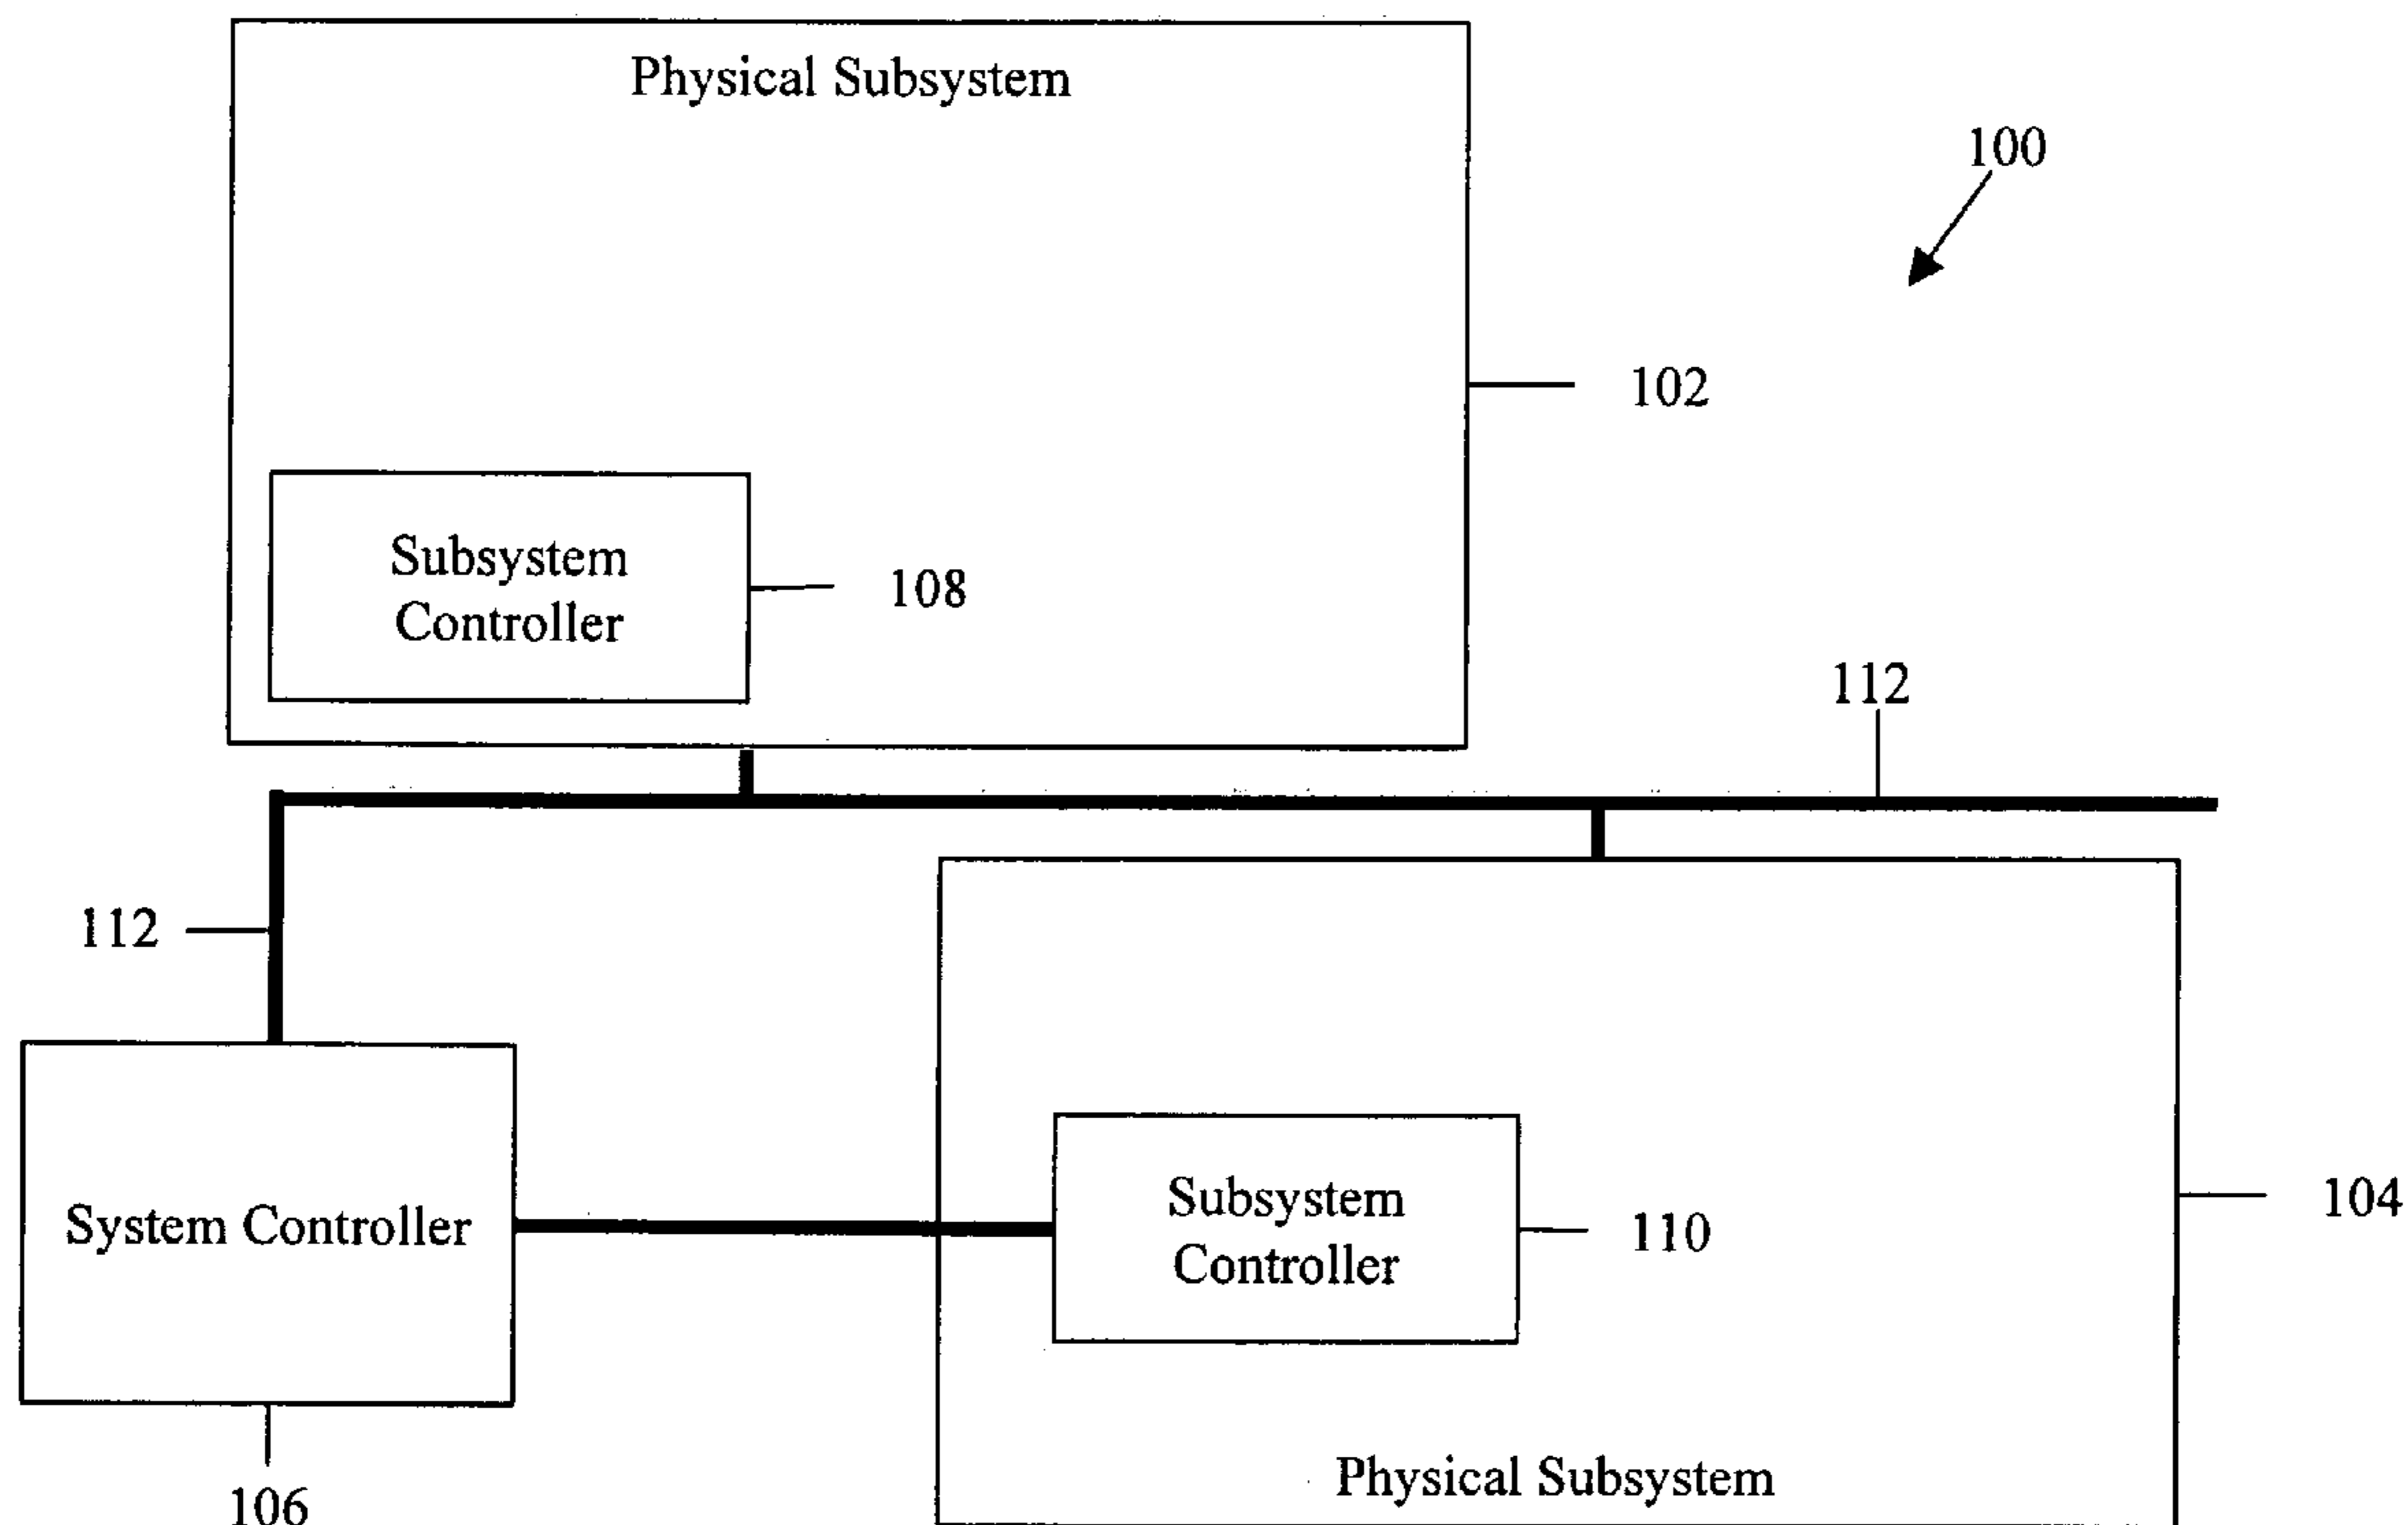 Physical Subsystem
100
102
Subsystem
Controller
108
112
112
System Controller
Subsystem
Controller
110
104
Physical Subsystem
106